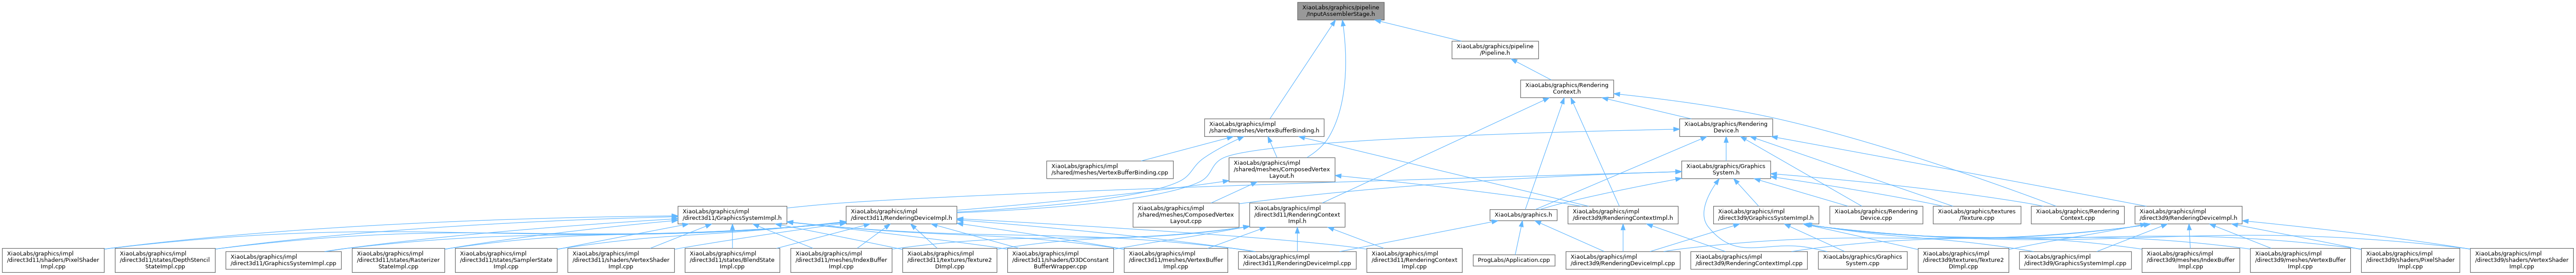 XiaoLabs/graphics/pipeline
/InputAssemblerStage.h
XiaoLabs/graphics/pipeline
/Pipeline.h
XiaoLabs/graphics/Rendering
Context.h
XiaoLabs/graphics/impl
/shared/meshes/VertexBufferBinding.h
XiaoLabs/graphics/Rendering
Device.h
XiaoLabs/graphics/impl
/shared/meshes/VertexBufferBinding.cpp
XiaoLabs/graphics/impl
/shared/meshes/ComposedVertex
Layout.h
XiaoLabs/graphics/Graphics
System.h
XiaoLabs/graphics/impl
/direct3d11/GraphicsSystemImpl.h
XiaoLabs/graphics/impl
/direct3d11/RenderingDeviceImpl.h
XiaoLabs/graphics/impl
/shared/meshes/ComposedVertex
Layout.cpp
XiaoLabs/graphics/impl
/direct3d11/RenderingContext
Impl.h
XiaoLabs/graphics.h
XiaoLabs/graphics/impl
/direct3d9/RenderingContextImpl.h
XiaoLabs/graphics/impl
/direct3d9/GraphicsSystemImpl.h
XiaoLabs/graphics/Rendering
Device.cpp
XiaoLabs/graphics/textures
/Texture.cpp
XiaoLabs/graphics/Rendering
Context.cpp
XiaoLabs/graphics/impl
/direct3d9/RenderingDeviceImpl.h
XiaoLabs/graphics/impl
/direct3d11/shaders/PixelShader
Impl.cpp
XiaoLabs/graphics/impl
/direct3d11/states/DepthStencil
StateImpl.cpp
XiaoLabs/graphics/impl
/direct3d11/GraphicsSystemImpl.cpp
XiaoLabs/graphics/impl
/direct3d11/states/Rasterizer
StateImpl.cpp
XiaoLabs/graphics/impl
/direct3d11/states/SamplerState
Impl.cpp
XiaoLabs/graphics/impl
/direct3d11/shaders/VertexShader
Impl.cpp
XiaoLabs/graphics/impl
/direct3d11/states/BlendState
Impl.cpp
XiaoLabs/graphics/impl
/direct3d11/meshes/IndexBuffer
Impl.cpp
XiaoLabs/graphics/impl
/direct3d11/textures/Texture2
DImpl.cpp
XiaoLabs/graphics/impl
/direct3d11/shaders/D3DConstant
BufferWrapper.cpp
XiaoLabs/graphics/impl
/direct3d11/meshes/VertexBuffer
Impl.cpp
XiaoLabs/graphics/impl
/direct3d11/RenderingDeviceImpl.cpp
XiaoLabs/graphics/impl
/direct3d11/RenderingContext
Impl.cpp
ProgLabs/Application.cpp
XiaoLabs/graphics/impl
/direct3d9/RenderingDeviceImpl.cpp
XiaoLabs/graphics/impl
/direct3d9/RenderingContextImpl.cpp
XiaoLabs/graphics/Graphics
System.cpp
XiaoLabs/graphics/impl
/direct3d9/textures/Texture2
DImpl.cpp
XiaoLabs/graphics/impl
/direct3d9/GraphicsSystemImpl.cpp
XiaoLabs/graphics/impl
/direct3d9/meshes/IndexBuffer
Impl.cpp
XiaoLabs/graphics/impl
/direct3d9/meshes/VertexBuffer
Impl.cpp
XiaoLabs/graphics/impl
/direct3d9/shaders/PixelShader
Impl.cpp
XiaoLabs/graphics/impl
/direct3d9/shaders/VertexShader
Impl.cpp